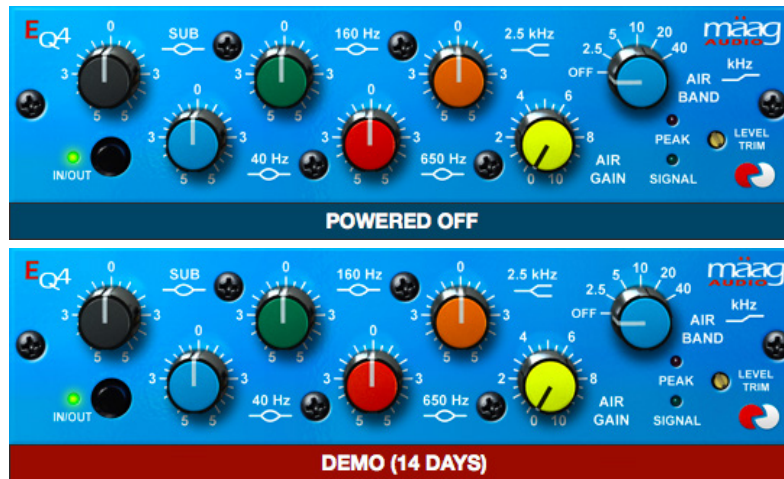 EQ4 SUB 160 Hz 2.5 kHz mäag AUDIO
0 0 0 2.5 5 10 20 40
3 3 3 3 3 3 OFF AIR BAND kHz
5 5 5 5 5 5
0 0 4 6 PEAK LEVEL TRIM
3 3 3 3 2 8
IN/OUT 5 5 40 Hz 5 5 650 Hz 0 10 AIR GAIN SIGNAL
POWERED OFF
EQ4 SUB 160 Hz 2.5 kHz mäag AUDIO
0 0 0 2.5 5 10 20 40
3 3 3 3 3 3 OFF AIR BAND kHz
5 5 5 5 5 5
0 0 4 6 PEAK LEVEL TRIM
3 3 3 3 2 8
IN/OUT 5 5 40 Hz 5 5 650 Hz 0 10 AIR GAIN SIGNAL
DEMO (14 DAYS)